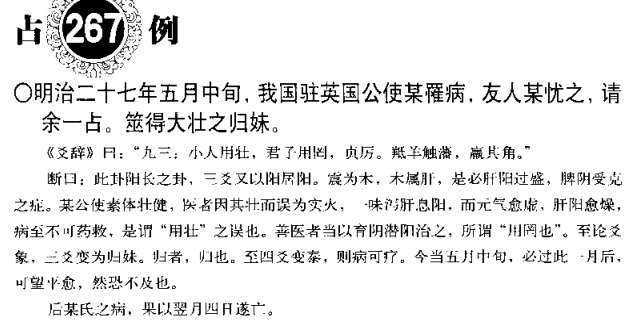 占267例
〇明治二十七年五月中旬，我国驻英国公使某罹病，友人某忧之，请
余一占。筮得大壮之归妹。
《爻辞》曰：“九三：小人用壮，君子用罔，贞厉。羝羊触藩，羸其角。”
断曰：此卦阳长之卦，三爻又以阳居阳。震为木，木属肝，是必肝阳过盛，脾阴受克
之症。某公使素体壮健，医者因其壮而误为实火，一味泻肝息阳，而元气愈虚，肝阳愈燥，
病至不可药救，是谓“用壮”之误也。善医者当以育阴潜阳治之，所谓“用罔也”。至论爻
象，三爻变为归妹。归者，归也。至四爻变泰，则病可疗。今当五月中旬，必过此一月后，
可望平愈，然恐不及也。
后某氏之病，果以翌月四日遂亡。